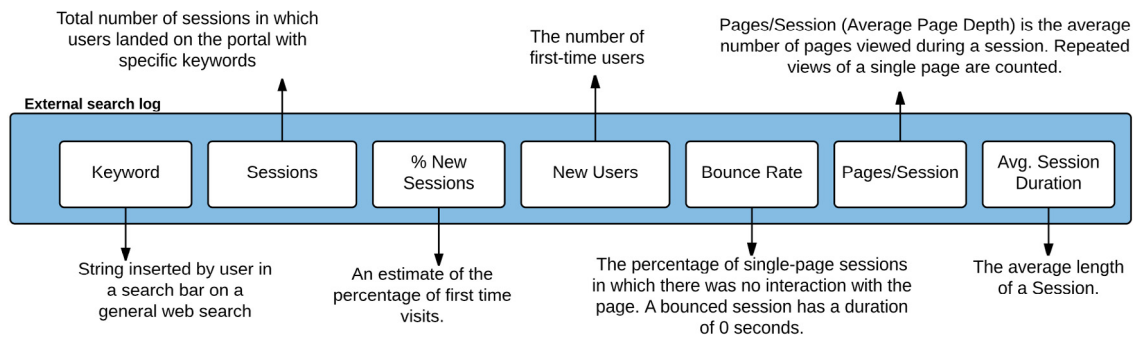 Total number of sessions in which
users landed on the portal with
specific keywords
The number of
first-time users
Pages/Session (Average Page Depth) is the average
number of pages viewed during a session. Repeated
views of a single page are counted.
External search log
Keyword
Sessions
% New
Sessions
New Users
Bounce Rate
Pages/Session
Avg. Session
Duration
String inserted by user in
a search bar on a
general web search
An estimate of the
percentage of first time
visits.
The percentage of single-page sessions
in which there was no interaction with the
page. A bounced session has a duration
of 0 seconds.
The average length
of a Session.